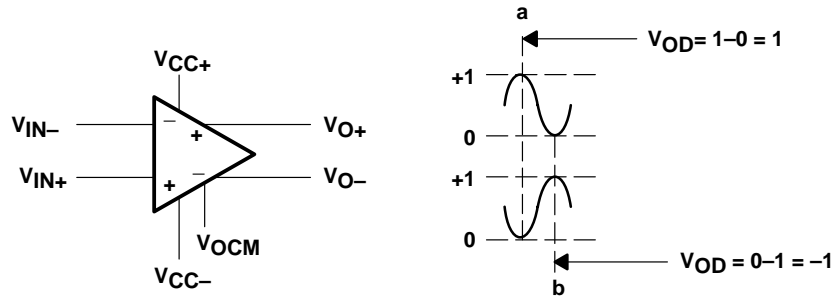 VCC+
VIN–
VIN+
–
+
+
–
VO+
VO–
VOCM
VCC–
a
VOD= 1–0 = 1
+1
0
+1
0
VOD = 0–1 = –1
b